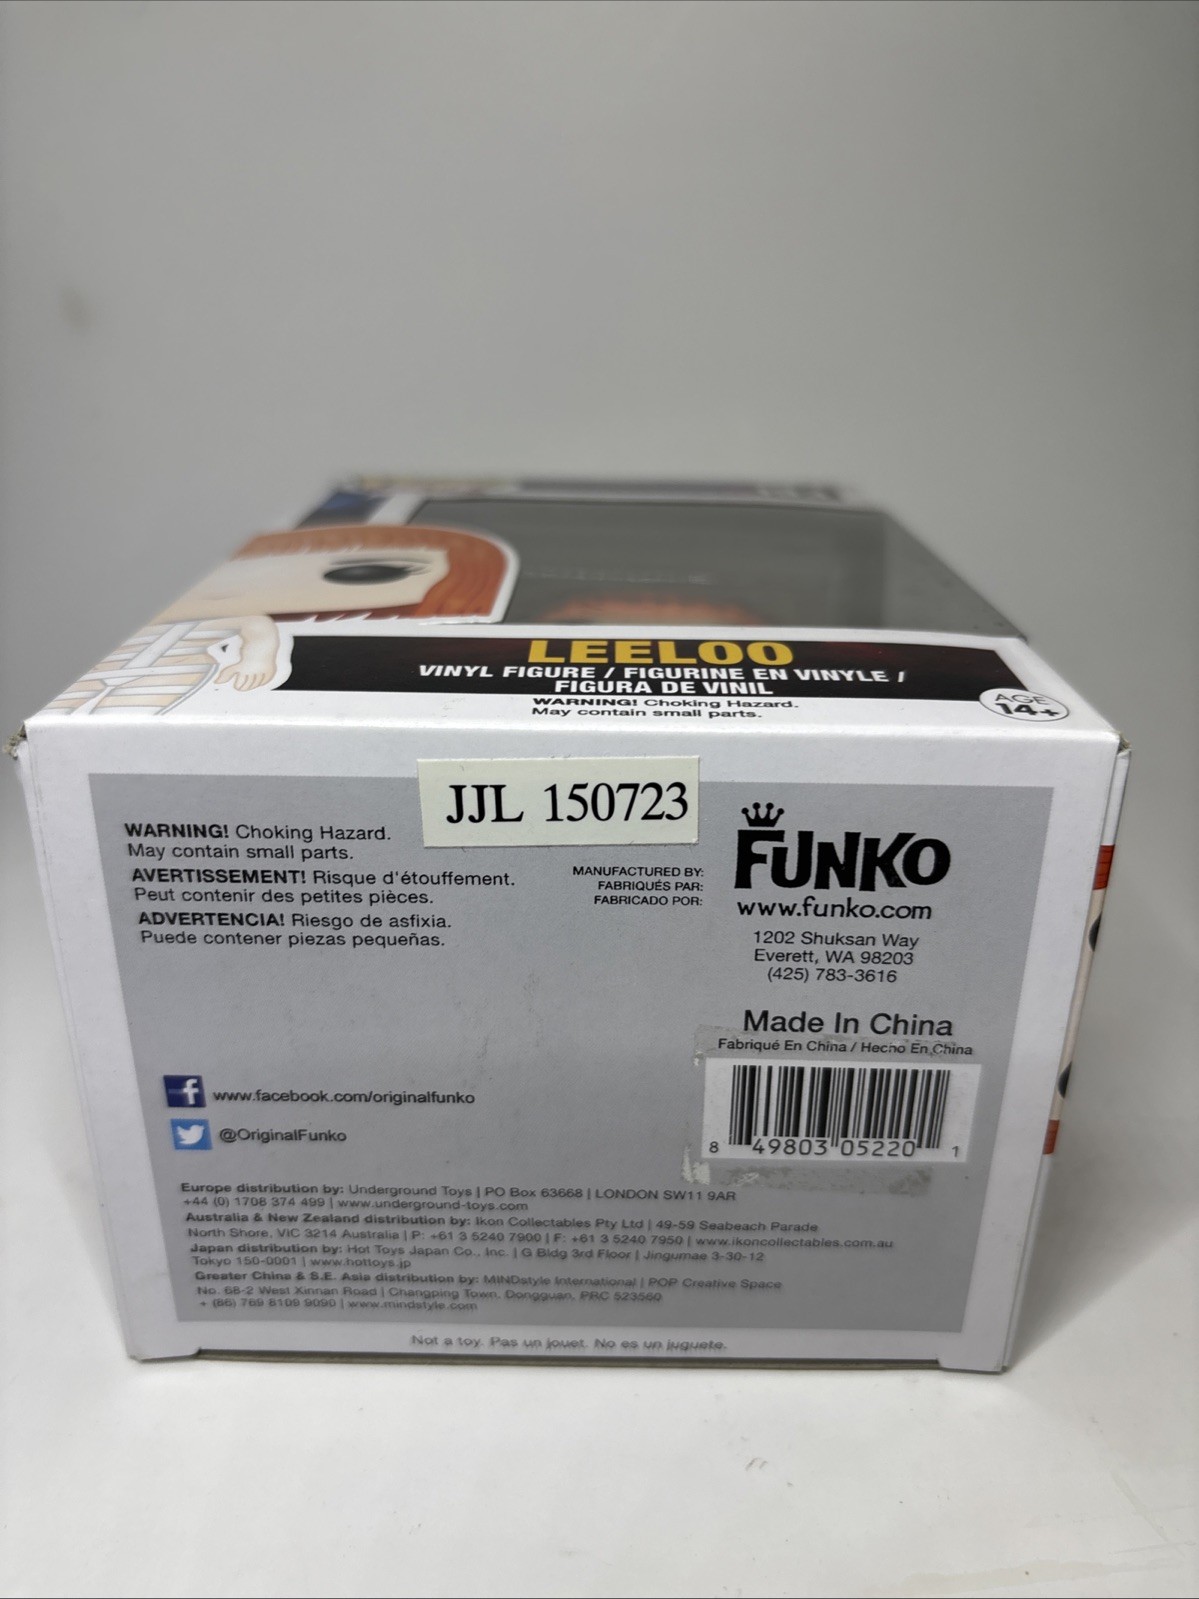 LEELOO
VINYL FIGURE / FIGURINE EN VINYLE /
FIGURA DE VINIL
WARNING! Choking Hazard.
May contain small parts.
AGE
14+
JJL 150723
WARNING! Choking Hazard.
May contain small parts.
AVERTISSEMENT! Risque d'étouffement.
Peut contenir des petites pièces.
ADVERTENCIA! Riesgo de asfixia.
Puede contener piezas pequeñas.
MANUFACTURED BY:
FABRIQUÉS PAR:
FABRICADO POR:
FUNKO
www.funko.com
1202 Shuksan Way
Everett, WA 98203
(425) 783-3616
Made In China
Fabriqué En China / Hecho En China
8 49803 05220 1
f www.facebook.com/originalfunko
@OriginalFunko
Europe distribution by: Underground Toys | PO Box 63668 | LONDON SW11 9AR
+44 (0) 1708 374 499 | www.underground-toys.com
Australia & New Zealand distribution by: Ikon Collectables Pty Ltd | 49-59 Seabeach Parade
North Shore, VIC 3214 Australia | P: +61 3 5240 7900 | F: +61 3 5240 7950 | www.ikoncollectables.com.au
Japan distribution by: Hot Toys Japan Co., Inc. | G Bldg 3rd Floor | Jingumae 3-30-12
Tokyo 150-0001 | www.hottoys.jp
Greater China & S.E. Asia distribution by: MINDstyle International | POP Creative Space
No. 68-2 West Xinnan Road | Changping Town, Dongguan, PRC 523560
+ (86) 769 8109 9090 | www.mindstyle.com
Not a toy. Pas un jouet. No es un juguete.